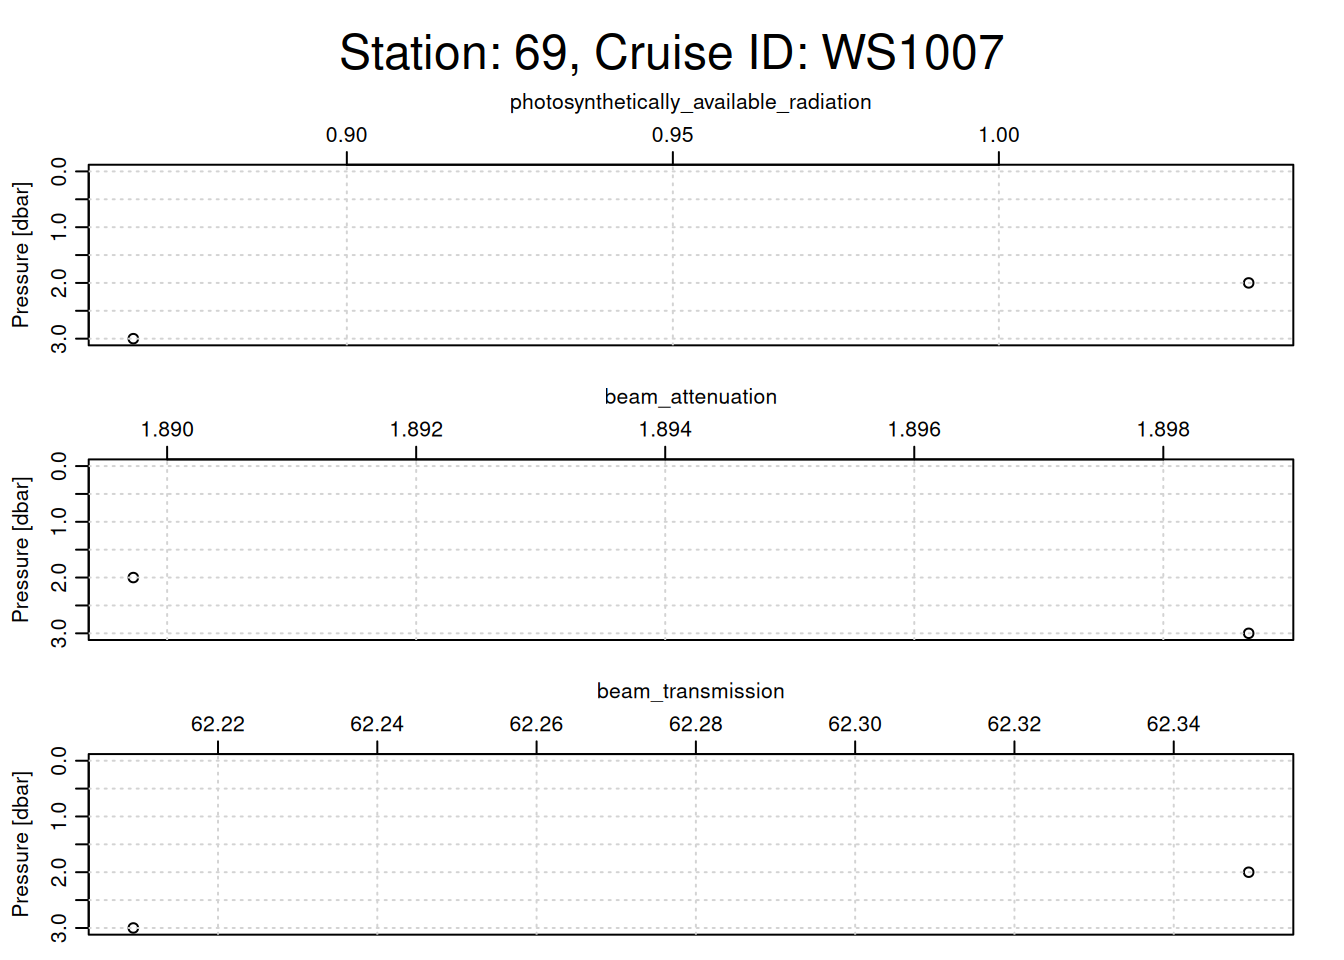 Station: 69, Cruise ID: WS1007
photosynthetically_available_radiation
0.90 0.95 1.00
Pressure [dbar]
0.0
1.0
2.0
3.0
beam_attenuation
1.890 1.892 1.894 1.896 1.898
Pressure [dbar]
0.0
1.0
2.0
3.0
beam_transmission
62.22 62.24 62.26 62.28 62.30 62.32 62.34
Pressure [dbar]
0.0
1.0
2.0
3.0